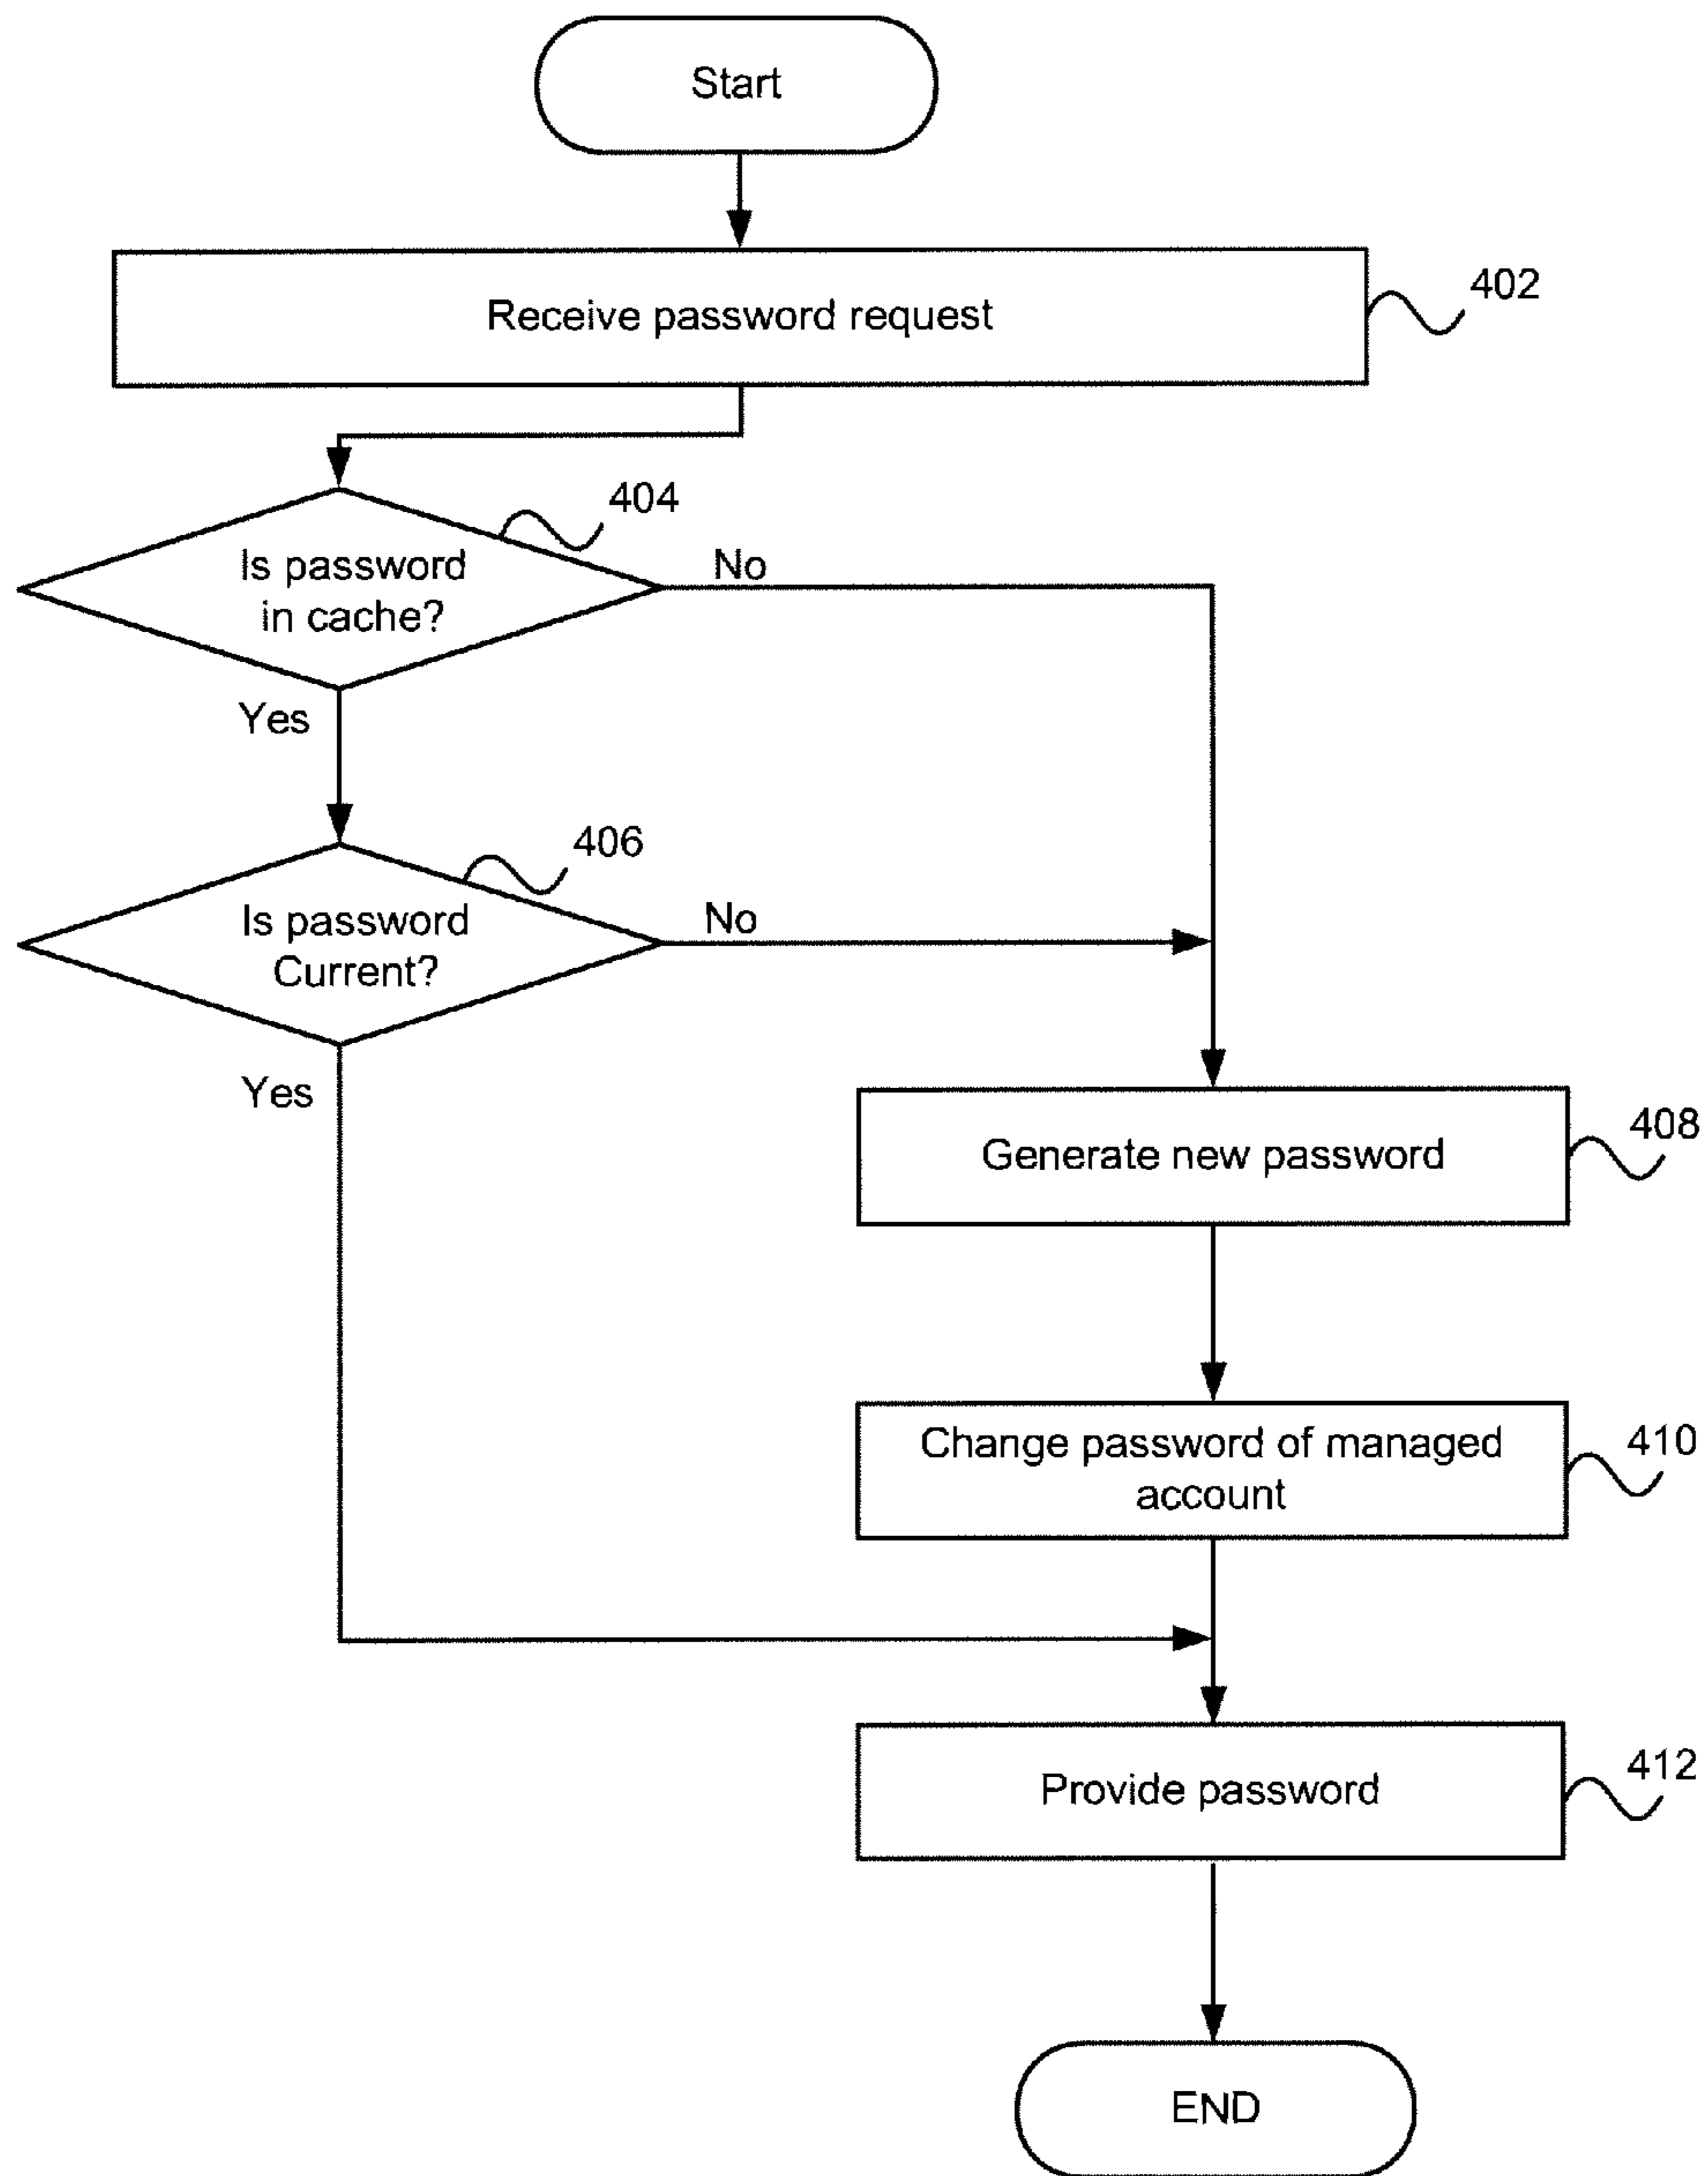 Start
Receive password request
402
404
Is password
in cache?
No
Yes
406
Is password
Current?
No
Yes
Generate new password
408
Change password of managed
account
410
Provide password
412
END